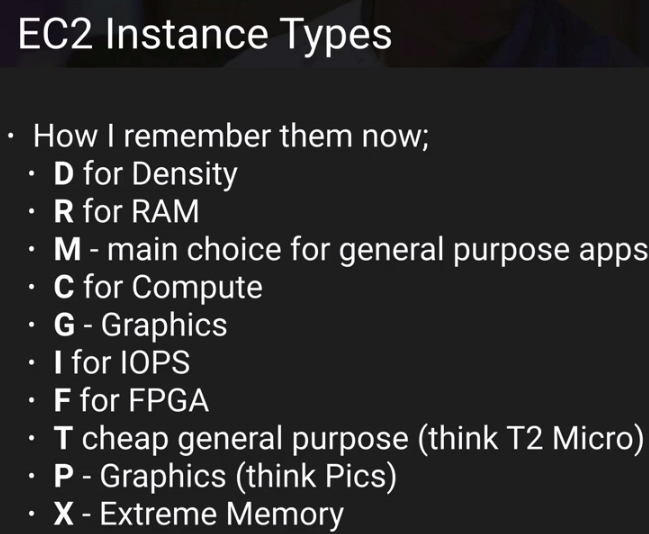 EC2 Instance Types
· How I remember them now;
· D for Density
· R for RAM
· M - main choice for general purpose apps
· C for Compute
· G - Graphics
· I for IOPS
· F for FPGA
· T cheap general purpose (think T2 Micro)
· P - Graphics (think Pics)
· X - Extreme Memory